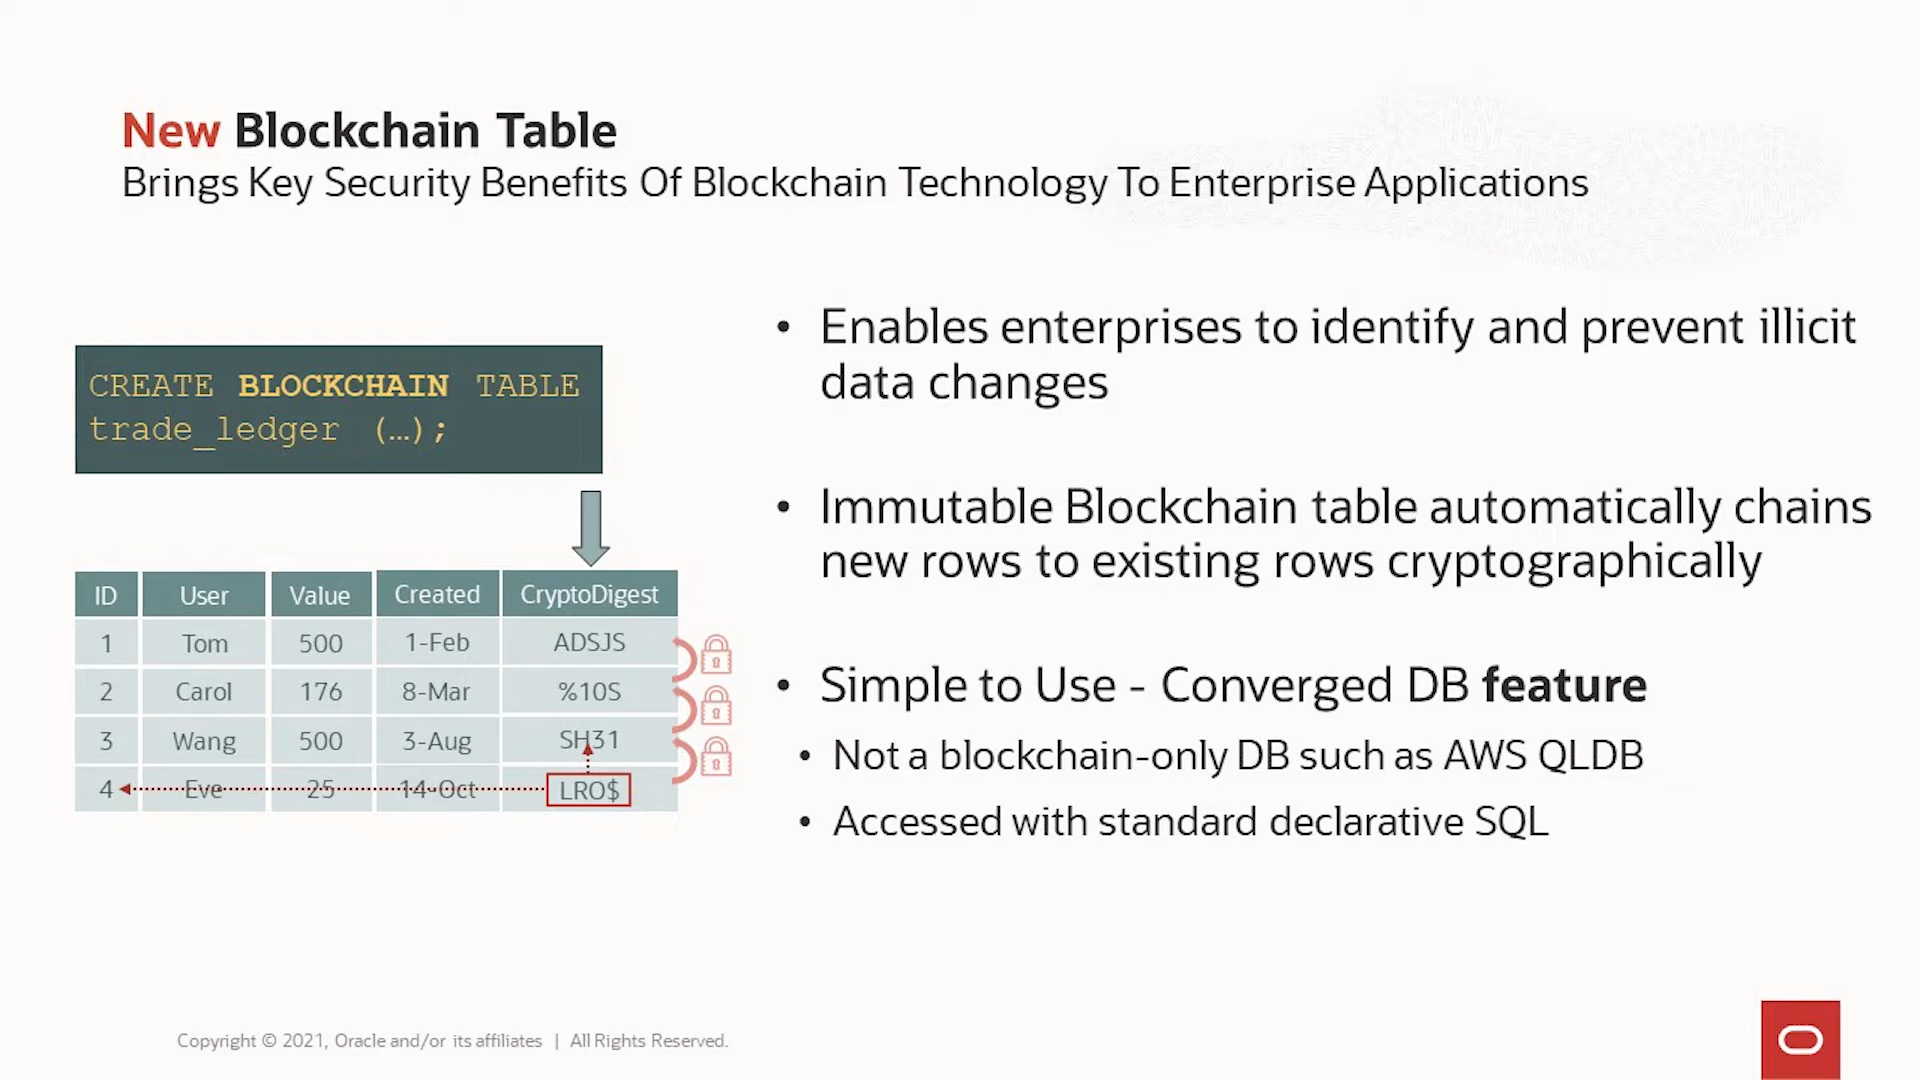 New Blockchain Table
Brings Key Security Benefits Of Blockchain Technology To Enterprise Applications
CREATE BLOCKCHAIN TABLE
trade_ledger (…);
ID User Value Created CryptoDigest
1 Tom 500 1-Feb ADSJS
2 Carol 176 8-Mar %10S
3 Wang 500 3-Aug SH31
4 Eve 25 14-Oct LRO$
• Enables enterprises to identify and prevent illicit
data changes
• Immutable Blockchain table automatically chains
new rows to existing rows cryptographically
• Simple to Use - Converged DB feature
• Not a blockchain-only DB such as AWS QLDB
• Accessed with standard declarative SQL
Copyright © 2021, Oracle and/or its affiliates | All Rights Reserved.